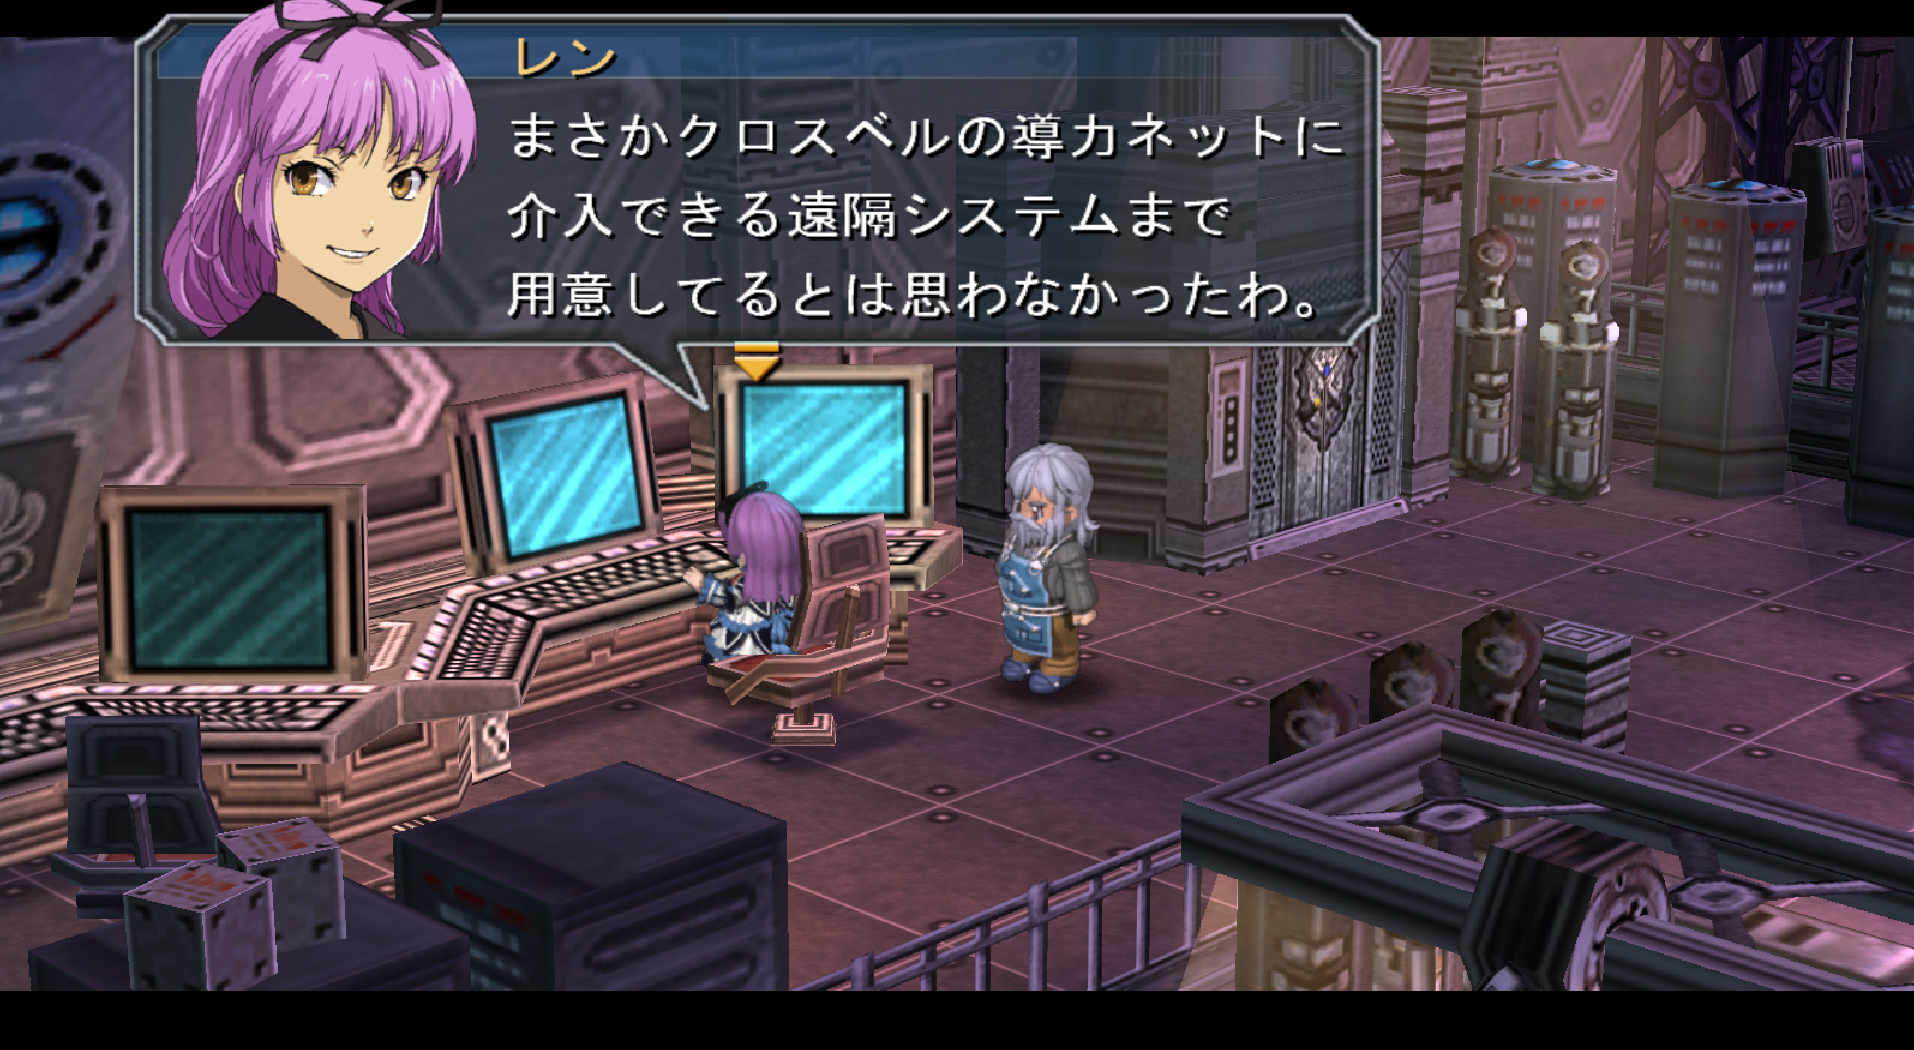 レン
まさかクロスベルの導力ネットに
介入できる遠隔システムまで
用意してるとは思わなかったわ。